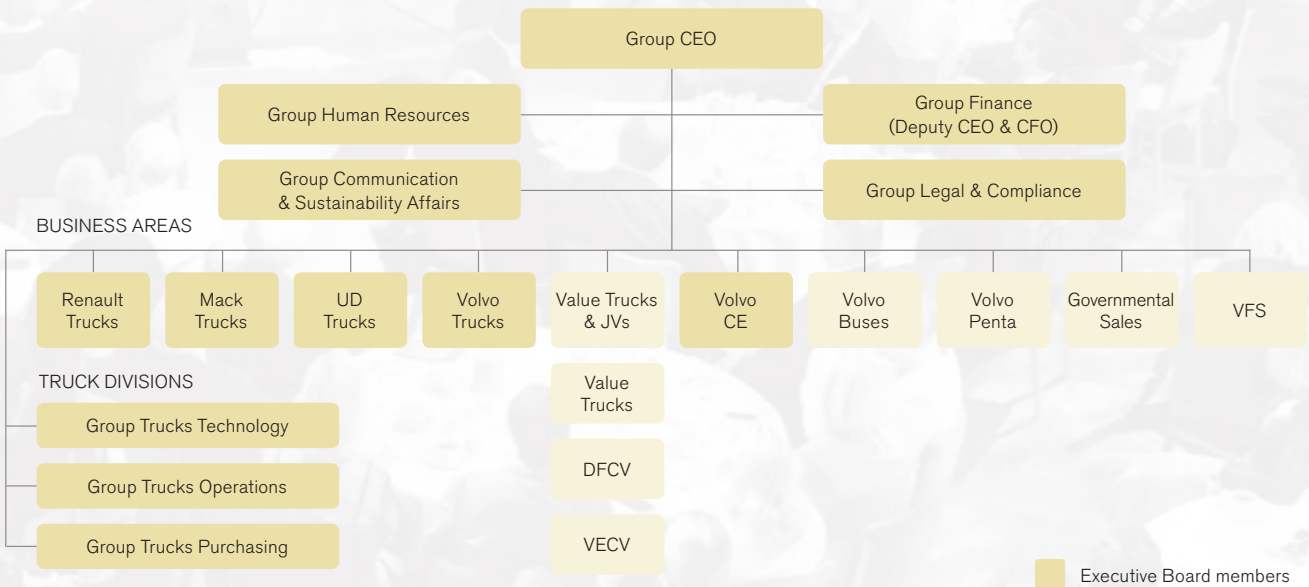 Group CEO
Group Human Resources
Group Finance
(Deputy CEO & CFO)
Group Communication
& Sustainability Affairs
Group Legal & Compliance
BUSINESS AREAS
Renault
Trucks
Mack
Trucks
UD
Trucks
Volvo
Trucks
Value Trucks
& JVs
Volvo
CE
Volvo
Buses
Volvo
Penta
Governmental
Sales
VFS
TRUCK DIVISIONS
Group Trucks Technology
Group Trucks Operations
Group Trucks Purchasing
Value
Trucks
DFCV
VECV
Executive Board members